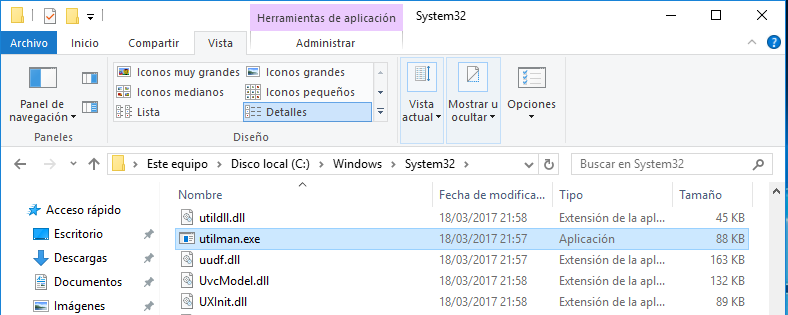 Herramientas de aplicación System32
Archivo Inicio Compartir Vista Administrar
Panel de navegación
Iconos muy grandes Iconos grandes
Iconos medianos Iconos pequeños
Lista Detalles
Vista actual
Mostrar u ocultar
Opciones
Paneles Diseño
Este equipo Disco local (C:) Windows System32 Buscar en System32
Nombre Fecha de modifica... Tipo Tamaño
Acceso rápido
Escritorio
Descargas
Documentos
Imágenes
utildll.dll 18/03/2017 21:58 Extensión de la apl... 45 KB
utilman.exe 18/03/2017 21:57 Aplicación 88 KB
uudf.dll 18/03/2017 21:57 Extensión de la apl... 163 KB
UvcModel.dll 18/03/2017 21:58 Extensión de la apl... 132 KB
UXInit.dll 18/03/2017 21:58 Extensión de la apl... 89 KB